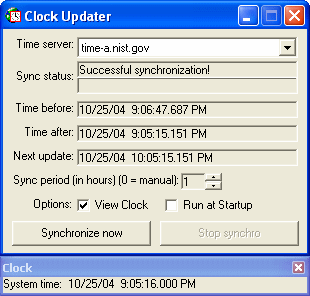 Clock Updater
Time server: time-a.nist.gov
Sync status: Successful synchronization!
Time before: 10/25/04 9:06:47.687 PM
Time after: 10/25/04 9:05:15.151 PM
Next update: 10/25/04 10:05:15.151 PM
Sync period (in hours) (0 = manual): 1
Options: View Clock Run at Startup
Synchronize now Stop synchro
Clock
System time: 10/25/04 9:05:16.000 PM